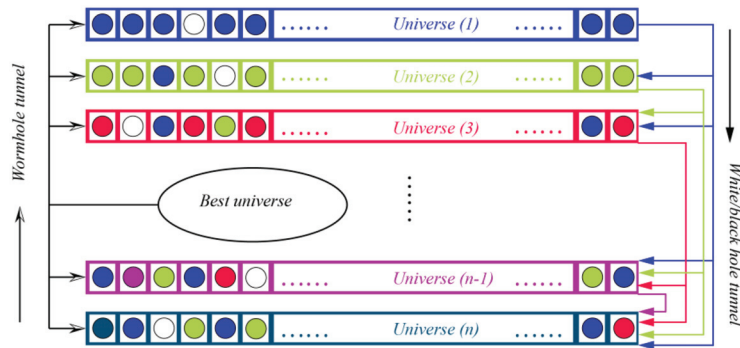 ...... Universe (1) ......
...... Universe (2) ......
...... Universe (3) ......
Best universe
...... Universe (n-1) ......
...... Universe (n) ......
Wormhole tunnel
White/black hole tunnel